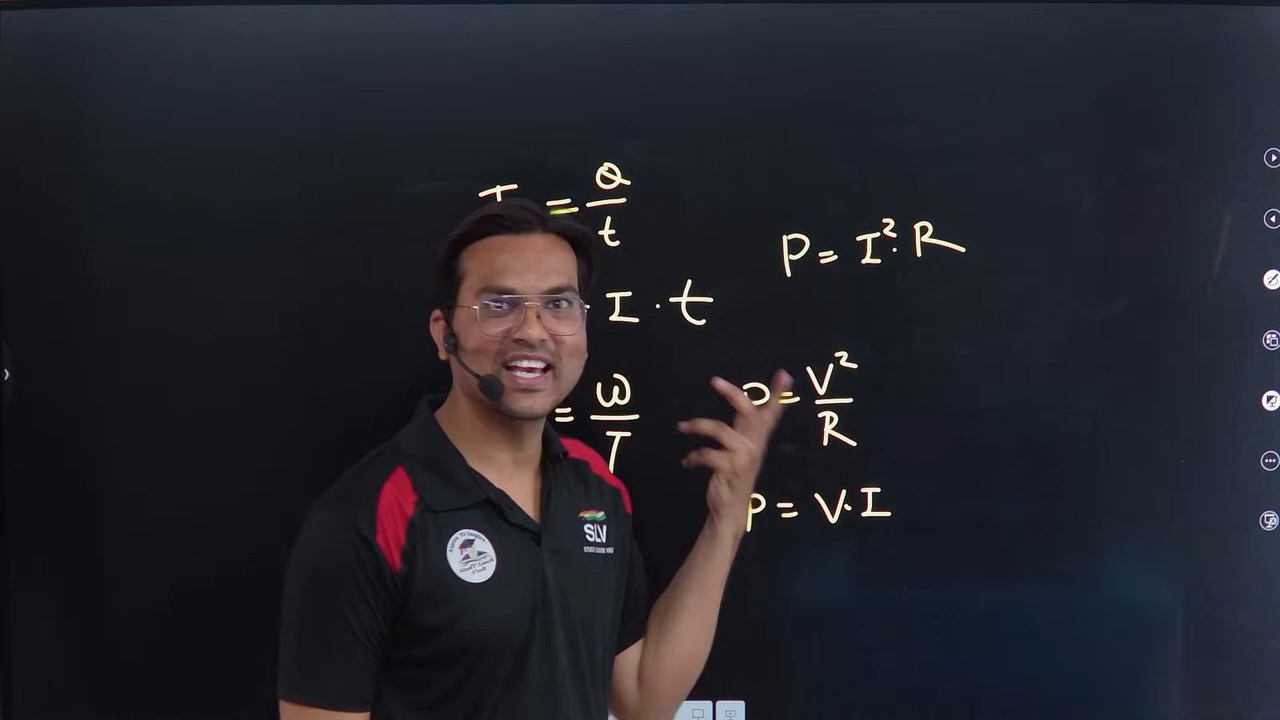 I = Q/t
P = I²·R
I · t
= W/T
P = V²/R
P = V·I
SLV